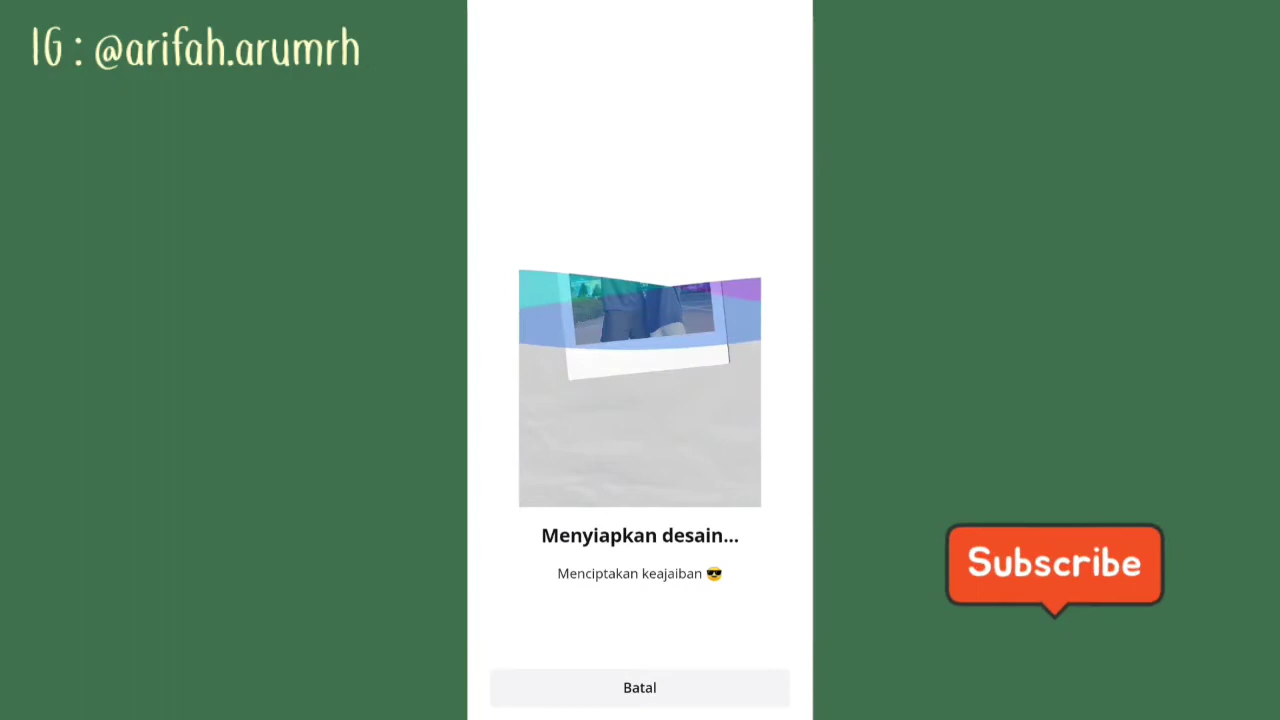 IG : @arifah.arumrh
Menyiapkan desain...
Menciptakan keajaiban 😎
Subscribe
Batal